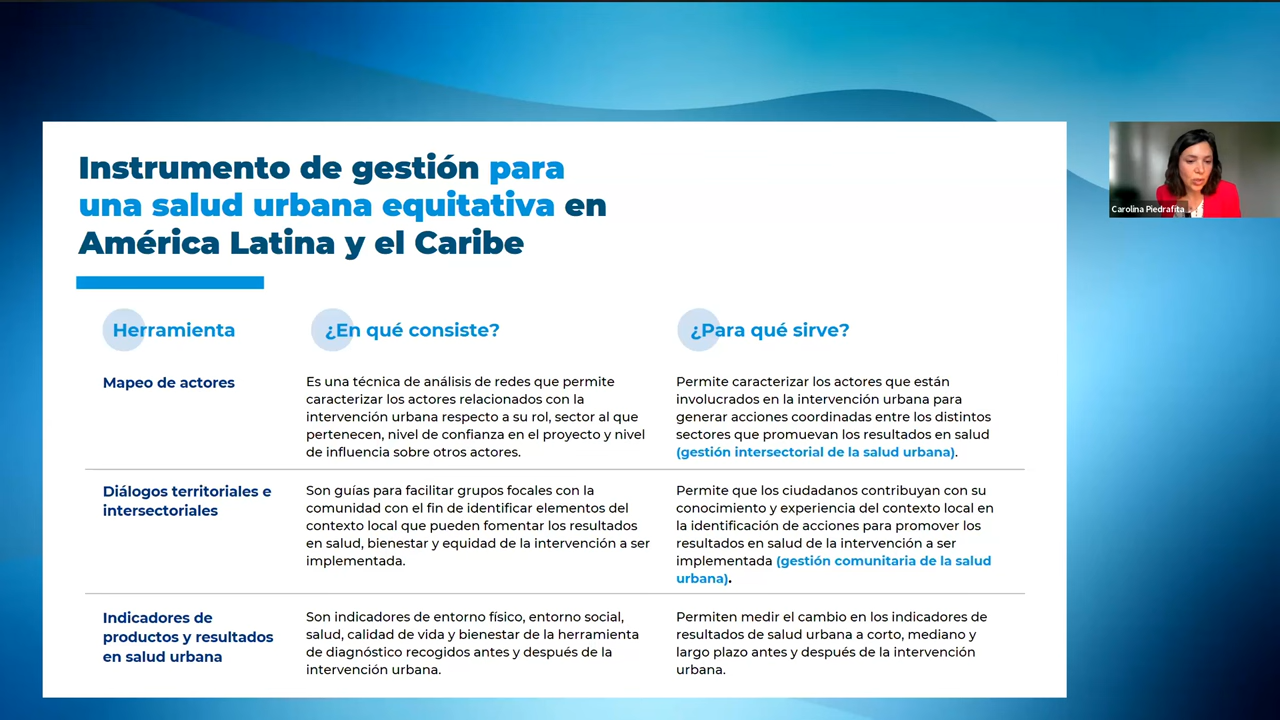 Instrumento de gestión para
una salud urbana equitativa en
América Latina y el Caribe
Carolina Piedrafita
Herramienta
¿En qué consiste?
¿Para qué sirve?
Mapeo de actores
Es una técnica de análisis de redes que permite
caracterizar los actores relacionados con la
intervención urbana respecto a su rol, sector al que
pertenecen, nivel de confianza en el proyecto y nivel
de influencia sobre otros actores.
Permite caracterizar los actores que están
involucrados en la intervención urbana para
generar acciones coordinadas entre los distintos
sectores que promuevan los resultados en salud
(gestión intersectorial de la salud urbana).
Diálogos territoriales e
intersectoriales
Son guías para facilitar grupos focales con la
comunidad con el fin de identificar elementos del
contexto local que pueden fomentar los resultados
en salud, bienestar y equidad de la intervención a ser
implementada.
Permite que los ciudadanos contribuyan con su
conocimiento y experiencia del contexto local en
la identificación de acciones para promover los
resultados en salud de la intervención a ser
implementada (gestión comunitaria de la salud
urbana).
Indicadores de
productos y resultados
en salud urbana
Son indicadores de entorno físico, entorno social,
salud, calidad de vida y bienestar de la herramienta
de diagnóstico recogidos antes y después de la
intervención urbana.
Permiten medir el cambio en los indicadores de
resultados de salud urbana a corto, mediano y
largo plazo antes y después de la intervención
urbana.